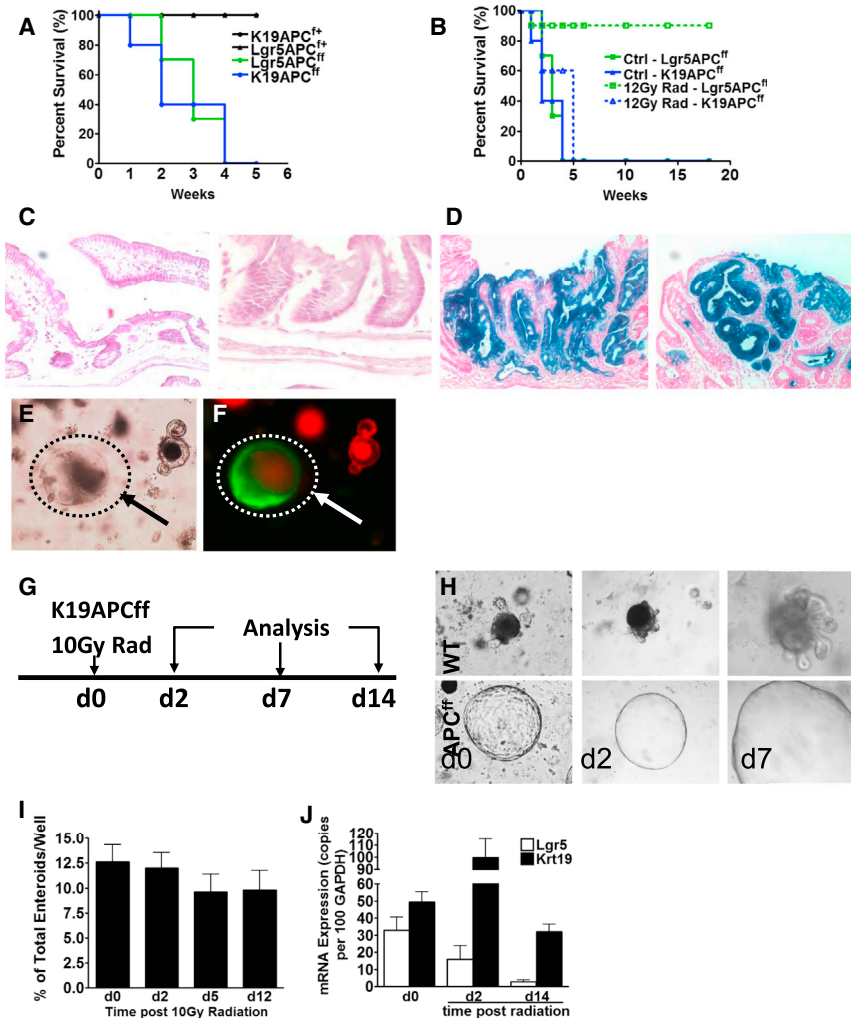 A
Percent Survival (%)
100
80
60
40
20
0
0 1 2 3 4 5 6
Weeks
K19APCf+
Lgr5APCf+
Lgr5APCff
K19APCff
B
Percent Survival (%)
100
80
60
40
20
0
0 5 10 15 20
Weeks
Ctrl - Lgr5APCff
Ctrl - K19APCff
12Gy Rad - Lgr5APCfl
12Gy Rad - K19APCff
C
D
E
F
G
K19APCff
10Gy Rad
Analysis
d0 d2 d7 d14
H
WT
APCff
d0 d2 d7
I
% of Total Enteroids/Well
15.0
12.5
10.0
7.5
5.0
2.5
0.0
d0 d2 d5 d12
Time post 10Gy Radiation
J
mRNA Expression (copies
per 100 GAPDH)
120
110
100
90
60
50
40
30
20
10
0
Lgr5
Krt19
d0 d2 d14
time post radiation